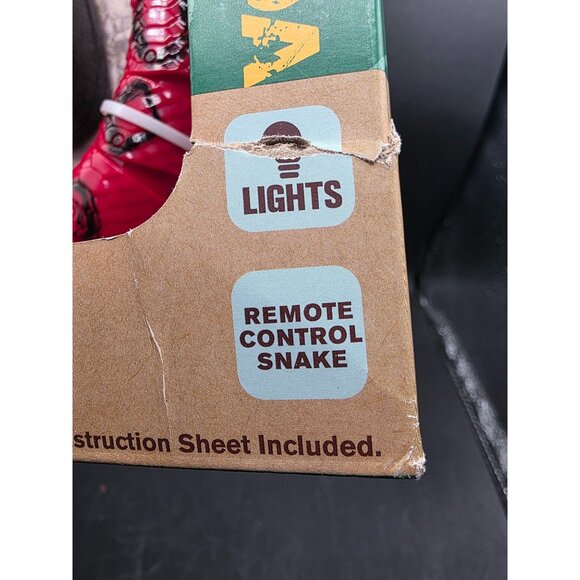 LIGHTS
REMOTE
CONTROL
SNAKE
struction Sheet Included.